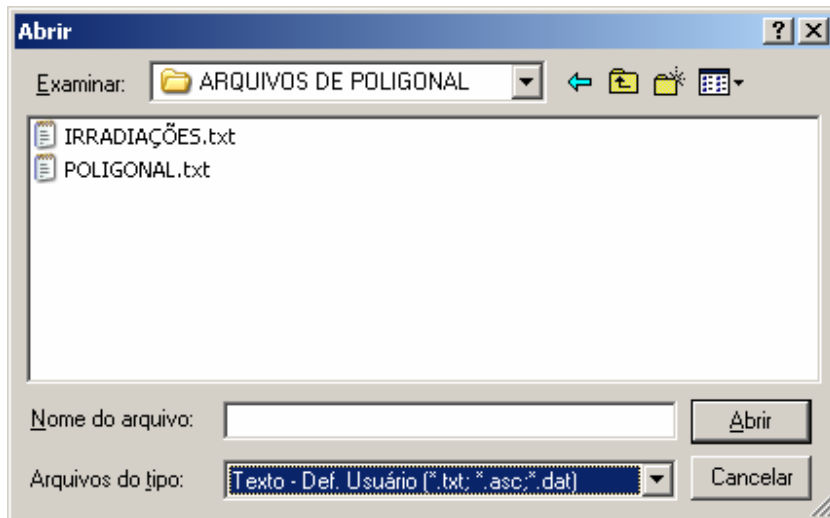 Abrir
Examinar: ARQUIVOS DE POLIGONAL
IRRADIAÇÕES.txt
POLIGONAL.txt
Nome do arquivo: Abrir
Arquivos do tipo: Texto - Def. Usuário (*.txt; *.asc;*.dat) Cancelar